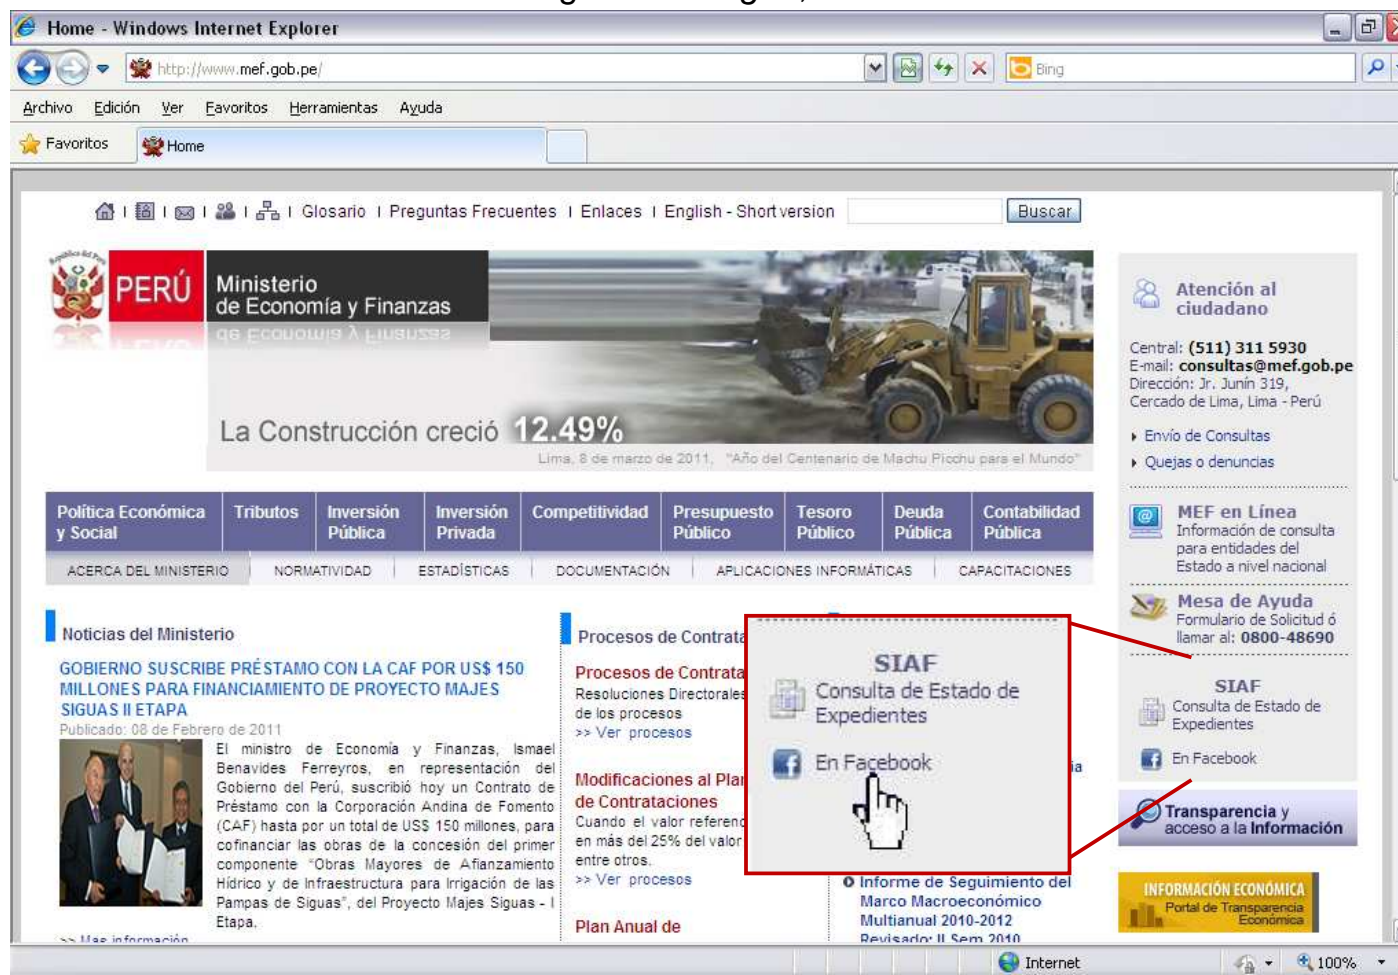 Home - Windows Internet Explorer
http://www.mef.gob.pe/
Bing
Archivo Edición Ver Favoritos Herramientas Ayuda
Favoritos
Home
Glosario | Preguntas Frecuentes | Enlaces | English - Short version
Buscar
República del Perú
PERÚ
Ministerio
de Economía y Finanzas
La Construcción creció 12.49%
Lima, 8 de marzo de 2011, "Año del Centenario de Machu Picchu para el Mundo"
Política Económica
y Social
Tributos
Inversión
Pública
Inversión
Privada
Competitividad
Presupuesto
Público
Tesoro
Público
Deuda
Pública
Contabilidad
Pública
ACERCA DEL MINISTERIO
NORMATIVIDAD
ESTADÍSTICAS
DOCUMENTACIÓN
APLICACIONES INFORMÁTICAS
CAPACITACIONES
Noticias del Ministerio
GOBIERNO SUSCRIBE PRÉSTAMO CON LA CAF POR US$ 150
MILLONES PARA FINANCIAMIENTO DE PROYECTO MAJES
SIGUAS II ETAPA
Publicado: 08 de Febrero de 2011
El ministro de Economía y Finanzas, Ismael
Benavides Ferreyros, en representación del
Gobierno del Perú, suscribió hoy un Contrato de
Préstamo con la Corporación Andina de Fomento
(CAF) hasta por un total de US$ 150 millones, para
cofinanciar las obras de la concesión del primer
componente "Obras Mayores de Afianzamiento
Hídrico y de Infraestructura para Irrigación de las
Pampas de Siguas", del Proyecto Majes Siguas - I
Etapa.
>> Mas información
Procesos de Contrata
Procesos de Contrata
Resoluciones Directorales
de los procesos
>> Ver procesos
Modificaciones al Plan
de Contrataciones
Cuando el valor referenc
en más del 25% del valor
entre otros.
>> Ver procesos
Plan Anual de
SIAF
Consulta de Estado de
Expedientes
En Facebook
Informe de Seguimiento del
Marco Macroeconómico
Multianual 2010-2012
Revisado: II Sem 2010
Atención al
ciudadano
Central: (511) 311 5930
E-mail: consultas@mef.gob.pe
Dirección: Jr. Junín 319,
Cercado de Lima, Lima - Perú
Envío de Consultas
Quejas o denuncias
MEF en Línea
Información de consulta
para entidades del
Estado a nivel nacional
Mesa de Ayuda
Formulario de Solicitud ó
llamar al: 0800-48690
SIAF
Consulta de Estado de
Expedientes
En Facebook
Transparencia y
acceso a la Información
INFORMACIÓN ECONÓMICA
Portal de Transparencia
Económica
Internet
100%